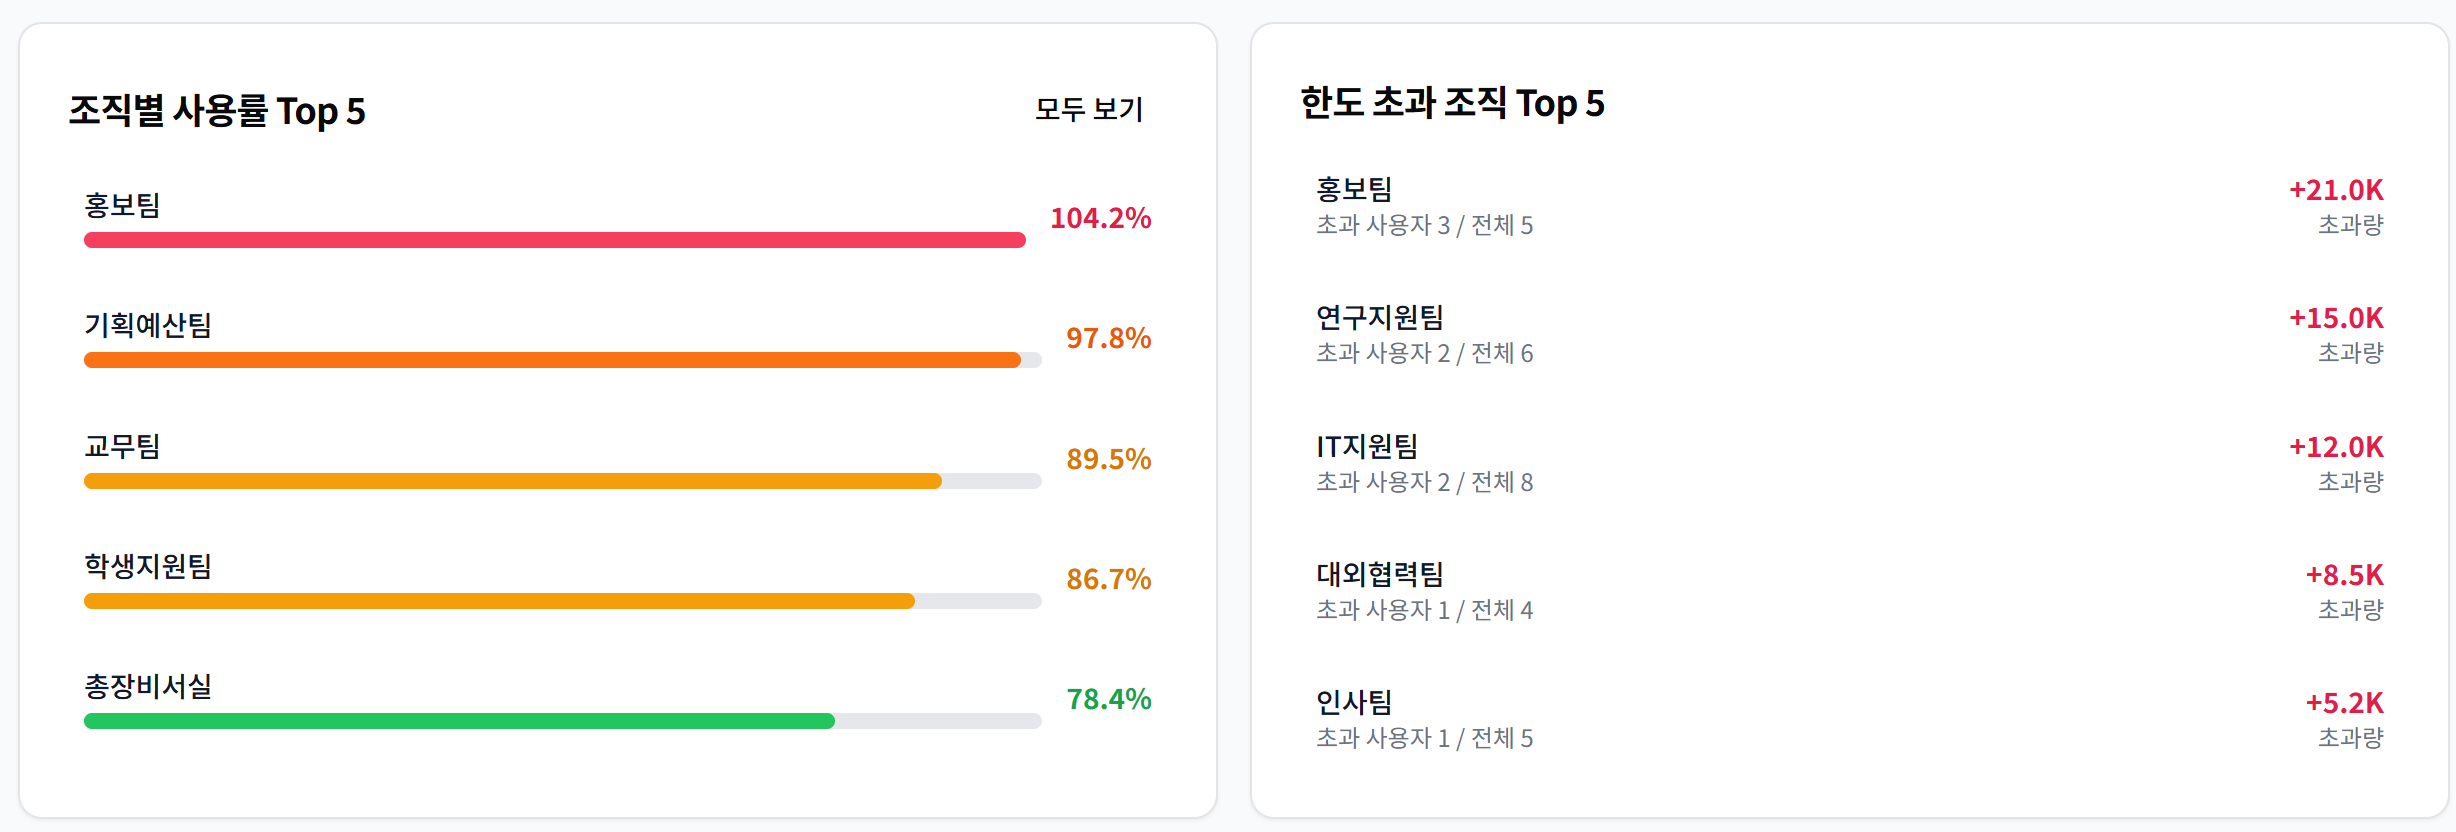 조직별 사용률 Top 5
모두 보기
홍보팀
104.2%
기획예산팀
97.8%
교무팀
89.5%
학생지원팀
86.7%
총장비서실
78.4%
한도 초과 조직 Top 5
홍보팀
+21.0K
초과 사용자 3 / 전체 5
초과량
연구지원팀
+15.0K
초과 사용자 2 / 전체 6
초과량
IT지원팀
+12.0K
초과 사용자 2 / 전체 8
초과량
대외협력팀
+8.5K
초과 사용자 1 / 전체 4
초과량
인사팀
+5.2K
초과 사용자 1 / 전체 5
초과량